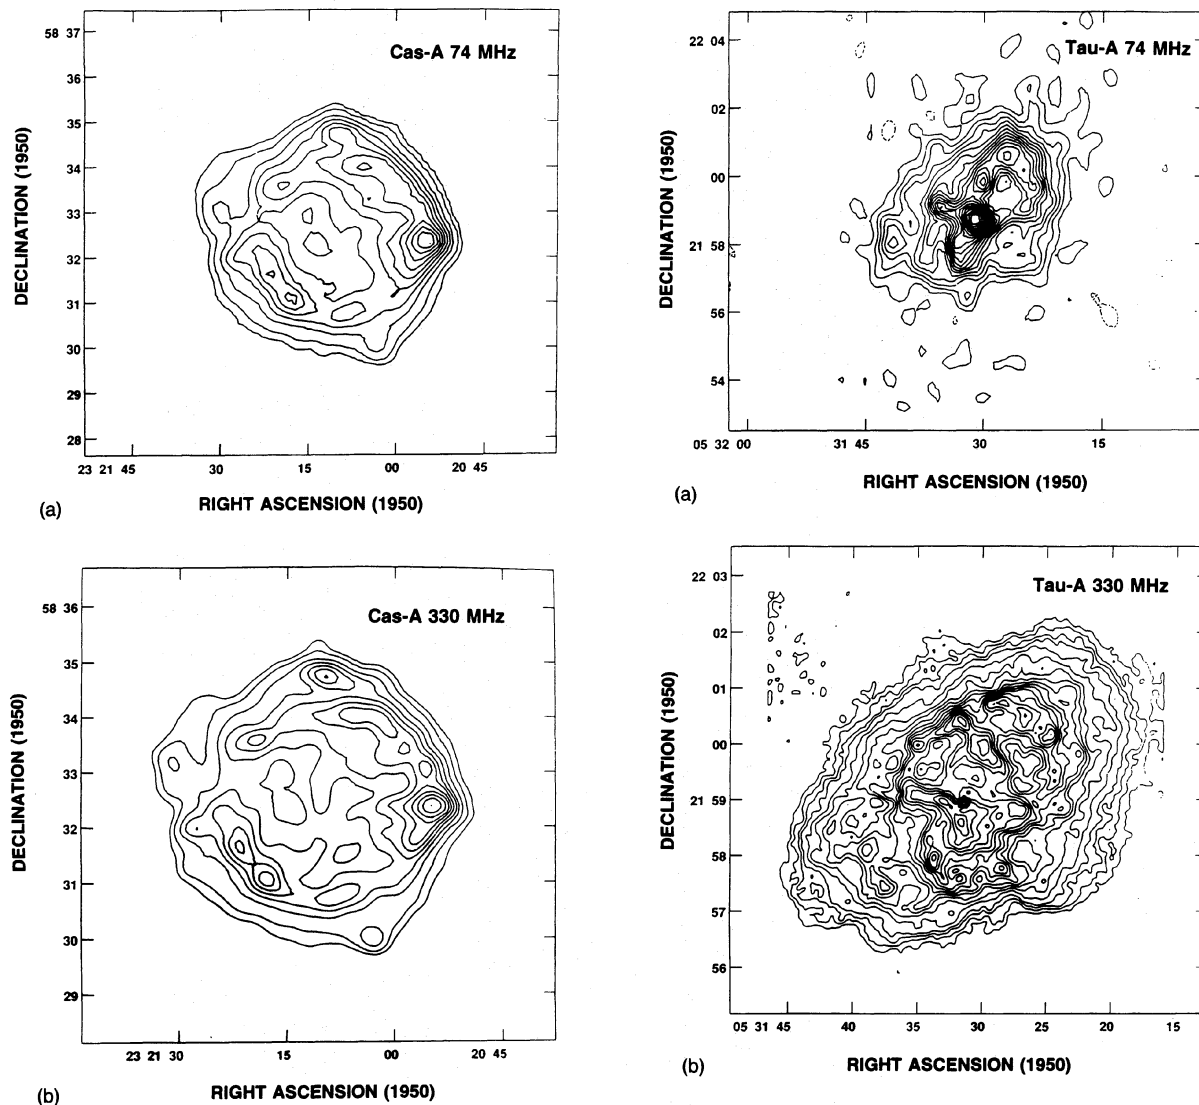 Cas-A 74 MHz
58 37
36
35
34
33
32
31
30
29
28
DECLINATION (1950)
23 21 45
30
15
00
20 45
RIGHT ASCENSION (1950)
(a)
Tau-A 74 MHz
22 04
02
00
21 58
56
54
DECLINATION (1950)
05 32 00
31 45
30
15
RIGHT ASCENSION (1950)
(a)
Cas-A 330 MHz
58 36
35
34
33
32
31
30
29
DECLINATION (1950)
23 21 30
15
00
20 45
RIGHT ASCENSION (1950)
(b)
Tau-A 330 MHz
22 03
02
01
00
21 59
58
57
56
DECLINATION (1950)
05 31 45
40
35
30
25
20
15
RIGHT ASCENSION (1950)
(b)